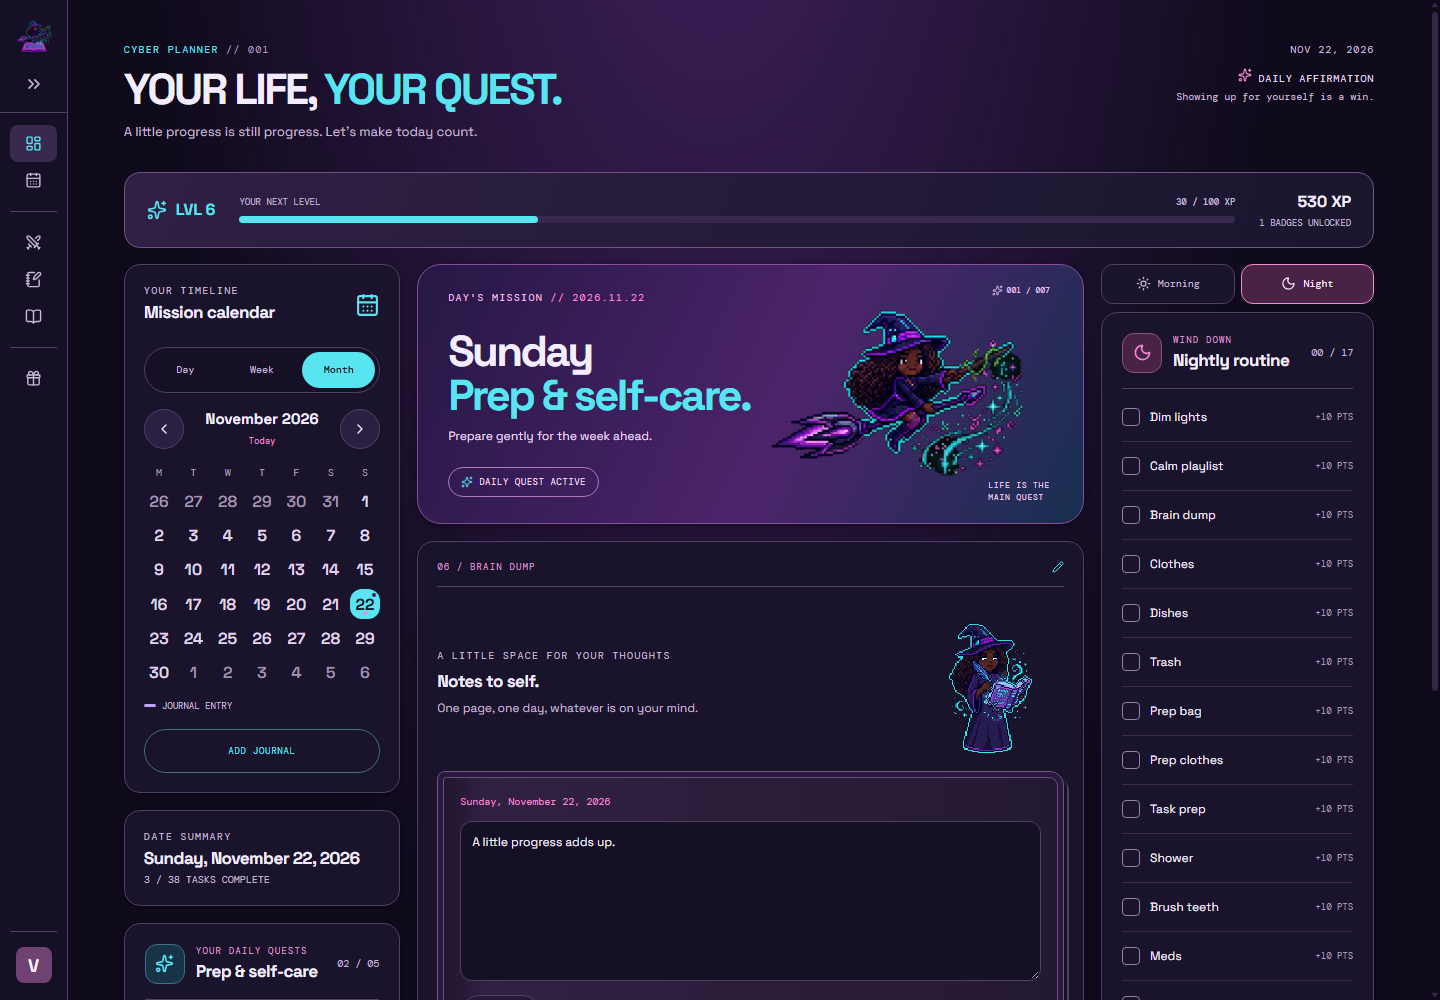 CYBER PLANNER // 001
YOUR LIFE, YOUR QUEST.
A little progress is still progress. Let's make today count.
NOV 22, 2026
DAILY AFFIRMATION
Showing up for yourself is a win.
LVL 6
YOUR NEXT LEVEL
30 / 100 XP
530 XP
1 BADGES UNLOCKED
YOUR TIMELINE
Mission calendar
Day Week Month
November 2026
Today
M T W T F S S
26 27 28 29 30 31 1
2 3 4 5 6 7 8
9 10 11 12 13 14 15
16 17 18 19 20 21 22
23 24 25 26 27 28 29
30 1 2 3 4 5 6
JOURNAL ENTRY
ADD JOURNAL
DATE SUMMARY
Sunday, November 22, 2026
3 / 38 TASKS COMPLETE
YOUR DAILY QUESTS
Prep & self-care
02 / 05
V
DAY'S MISSION // 2026.11.22
001 / 007
Sunday
Prep & self-care.
Prepare gently for the week ahead.
DAILY QUEST ACTIVE
LIFE IS THE
MAIN QUEST
06 / BRAIN DUMP
A LITTLE SPACE FOR YOUR THOUGHTS
Notes to self.
One page, one day, whatever is on your mind.
Sunday, November 22, 2026
A little progress adds up.
Morning
Night
WIND DOWN
Nightly routine
00 / 17
Dim lights +10 PTS
Calm playlist +10 PTS
Brain dump +10 PTS
Clothes +10 PTS
Dishes +10 PTS
Trash +10 PTS
Prep bag +10 PTS
Prep clothes +10 PTS
Task prep +10 PTS
Shower +10 PTS
Brush teeth +10 PTS
Meds +10 PTS